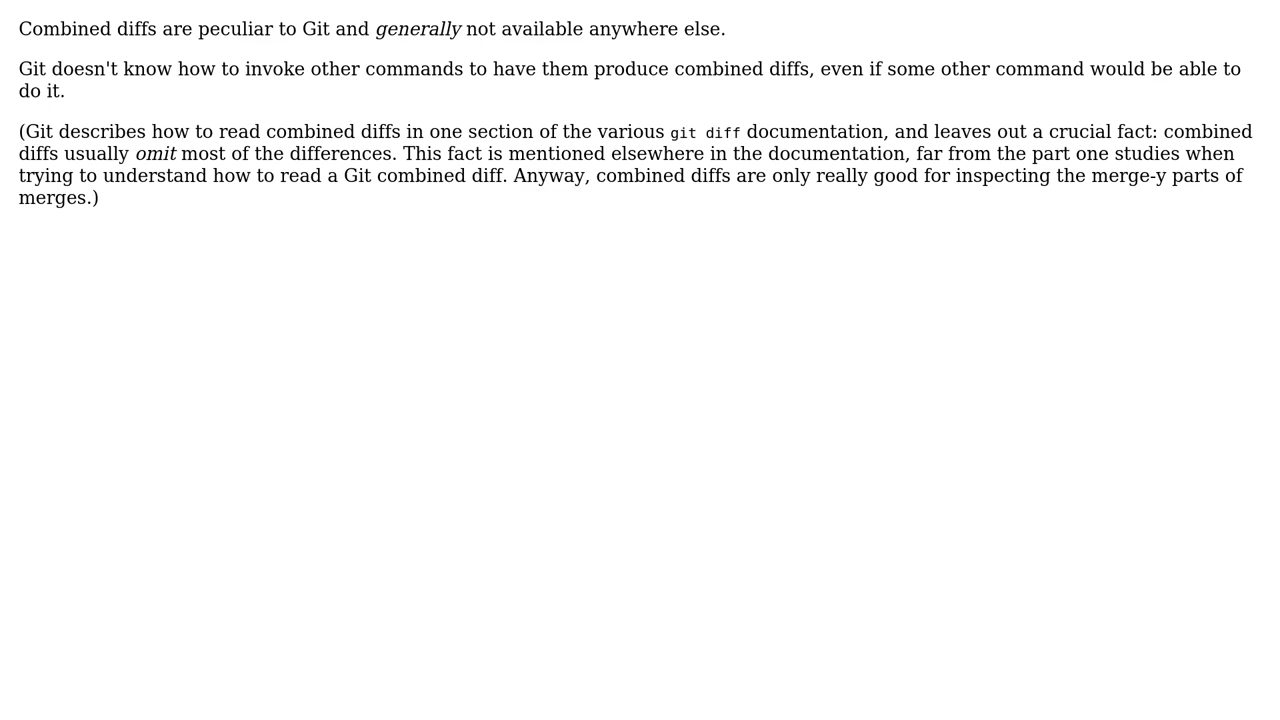 Combined diffs are peculiar to Git and generally not available anywhere else.
Git doesn't know how to invoke other commands to have them produce combined diffs, even if some other command would be able to
do it.
(Git describes how to read combined diffs in one section of the various git diff documentation, and leaves out a crucial fact: combined
diffs usually omit most of the differences. This fact is mentioned elsewhere in the documentation, far from the part one studies when
trying to understand how to read a Git combined diff. Anyway, combined diffs are only really good for inspecting the merge-y parts of
merges.)